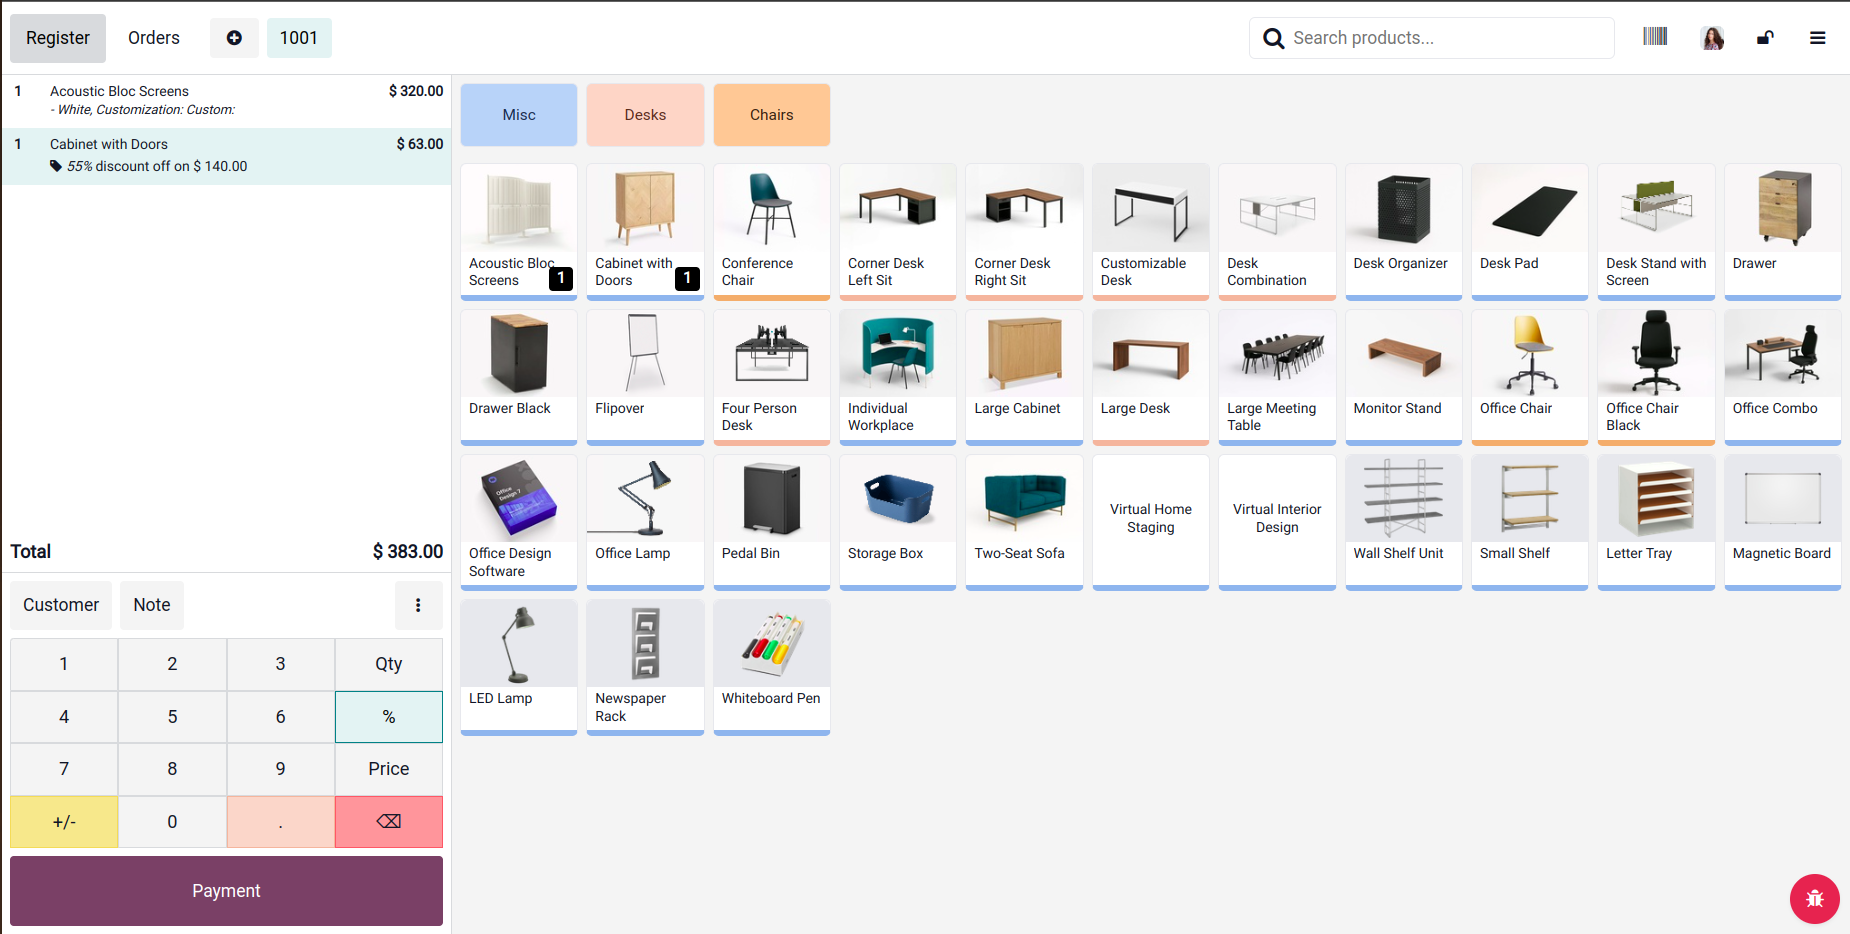 Register
Orders
1001
Search products...
1 Acoustic Bloc Screens $ 320.00
- White, Customization: Custom:
1 Cabinet with Doors $ 63.00
55% discount off on $ 140.00
Total $ 383.00
Customer
Note
1 2 3 Qty
4 5 6 %
7 8 9 Price
+/- 0 . ⌫
Payment
Misc
Desks
Chairs
Acoustic Bloc
Screens
1
Cabinet with
Doors
1
Conference
Chair
Corner Desk
Left Sit
Corner Desk
Right Sit
Customizable
Desk
Desk
Combination
Desk Organizer
Desk Pad
Desk Stand with
Screen
Drawer
Drawer Black
Flipover
Four Person
Desk
Individual
Workplace
Large Cabinet
Large Desk
Large Meeting
Table
Monitor Stand
Office Chair
Office Chair
Black
Office Combo
Office
Design 7
Office Design
Software
Office Lamp
Pedal Bin
Storage Box
Two-Seat Sofa
Virtual Home
Staging
Virtual Interior
Design
Wall Shelf Unit
Small Shelf
Letter Tray
Magnetic Board
LED Lamp
Newspaper
Rack
Whiteboard Pen